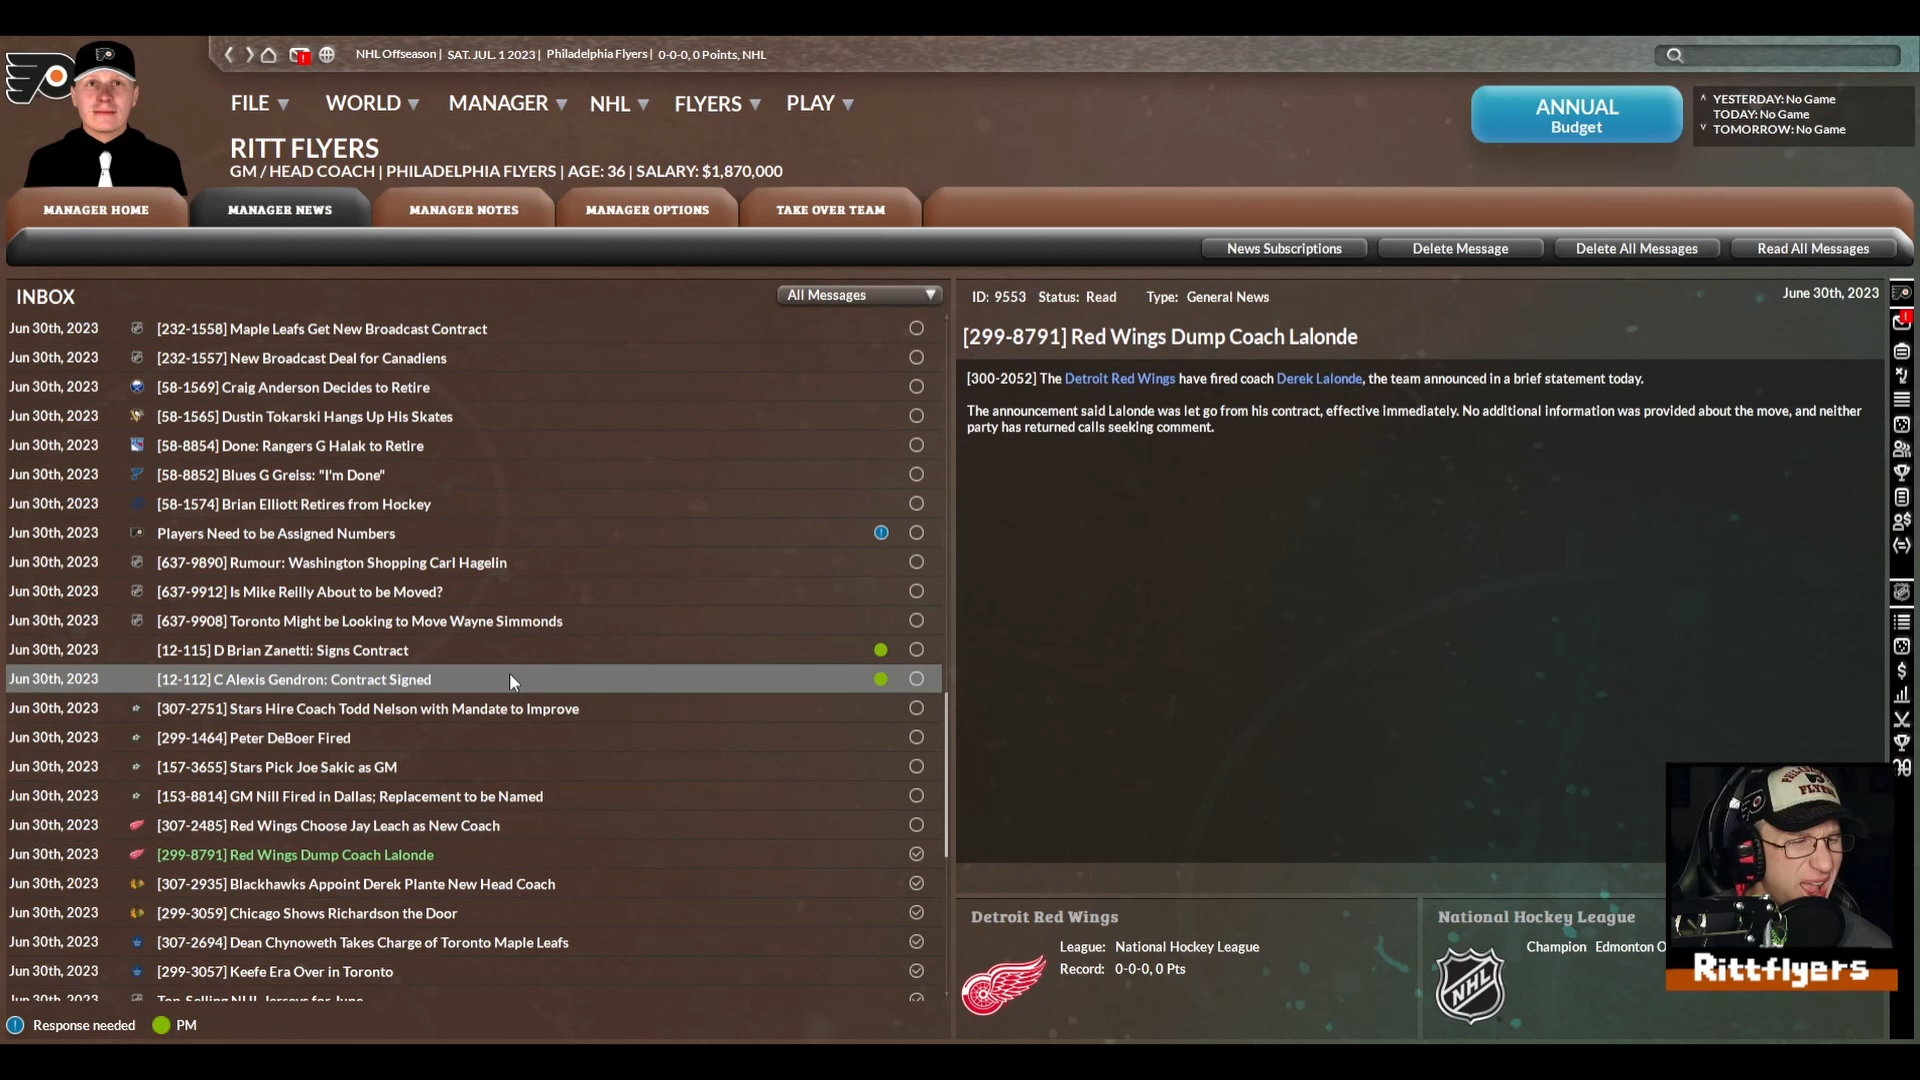 NHL Offseason | SAT. JUL. 1 2023 | Philadelphia Flyers | 0-0-0, 0 Points, NHL
FILE WORLD MANAGER NHL FLYERS PLAY
ANNUAL
Budget
^ YESTERDAY: No Game
TODAY: No Game
v TOMORROW: No Game
RITT FLYERS
GM / HEAD COACH | PHILADELPHIA FLYERS | AGE: 36 | SALARY: $1,870,000
MANAGER HOME MANAGER NEWS MANAGER NOTES MANAGER OPTIONS TAKE OVER TEAM
News Subscriptions Delete Message Delete All Messages Read All Messages
INBOX All Messages
Jun 30th, 2023 [232-1558] Maple Leafs Get New Broadcast Contract
Jun 30th, 2023 [232-1557] New Broadcast Deal for Canadiens
Jun 30th, 2023 [58-1569] Craig Anderson Decides to Retire
Jun 30th, 2023 [58-1565] Dustin Tokarski Hangs Up His Skates
Jun 30th, 2023 [58-8854] Done: Rangers G Halak to Retire
Jun 30th, 2023 [58-8852] Blues G Greiss: "I'm Done"
Jun 30th, 2023 [58-1574] Brian Elliott Retires from Hockey
Jun 30th, 2023 Players Need to be Assigned Numbers
Jun 30th, 2023 [637-9890] Rumour: Washington Shopping Carl Hagelin
Jun 30th, 2023 [637-9912] Is Mike Reilly About to be Moved?
Jun 30th, 2023 [637-9908] Toronto Might be Looking to Move Wayne Simmonds
Jun 30th, 2023 [12-115] D Brian Zanetti: Signs Contract
Jun 30th, 2023 [12-112] C Alexis Gendron: Contract Signed
Jun 30th, 2023 [307-2751] Stars Hire Coach Todd Nelson with Mandate to Improve
Jun 30th, 2023 [299-1464] Peter DeBoer Fired
Jun 30th, 2023 [157-3655] Stars Pick Joe Sakic as GM
Jun 30th, 2023 [153-8814] GM Nill Fired in Dallas; Replacement to be Named
Jun 30th, 2023 [307-2485] Red Wings Choose Jay Leach as New Coach
Jun 30th, 2023 [299-8791] Red Wings Dump Coach Lalonde
Jun 30th, 2023 [307-2935] Blackhawks Appoint Derek Plante New Head Coach
Jun 30th, 2023 [299-3059] Chicago Shows Richardson the Door
Jun 30th, 2023 [307-2694] Dean Chynoweth Takes Charge of Toronto Maple Leafs
Jun 30th, 2023 [299-3057] Keefe Era Over in Toronto
Jun 30th, 2023 Top-Selling NHL Jerseys for June
Response needed PM
ID: 9553 Status: Read Type: General News June 30th, 2023
[299-8791] Red Wings Dump Coach Lalonde
[300-2052] The Detroit Red Wings have fired coach Derek Lalonde, the team announced in a brief statement today.
The announcement said Lalonde was let go from his contract, effective immediately. No additional information was provided about the move, and neither
party has returned calls seeking comment.
Detroit Red Wings
League: National Hockey League
Record: 0-0-0, 0 Pts
National Hockey League
Champion Edmonton O
NHL
FLYERS
Rittflyers